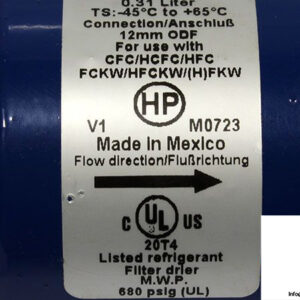 0.31 Liter
TS:-45°C to +65°C
Connection/Anschluß
12mm ODF
For use with
CFC/HCFC/HFC
FCKW/HFCKW/(H)FKW
HP
V1 M0723
Made in Mexico
Flow direction/Flußrichtung
C UL US
20T4
Listed refrigerant
Filter drier
M.W.P.
680 psig (UL)